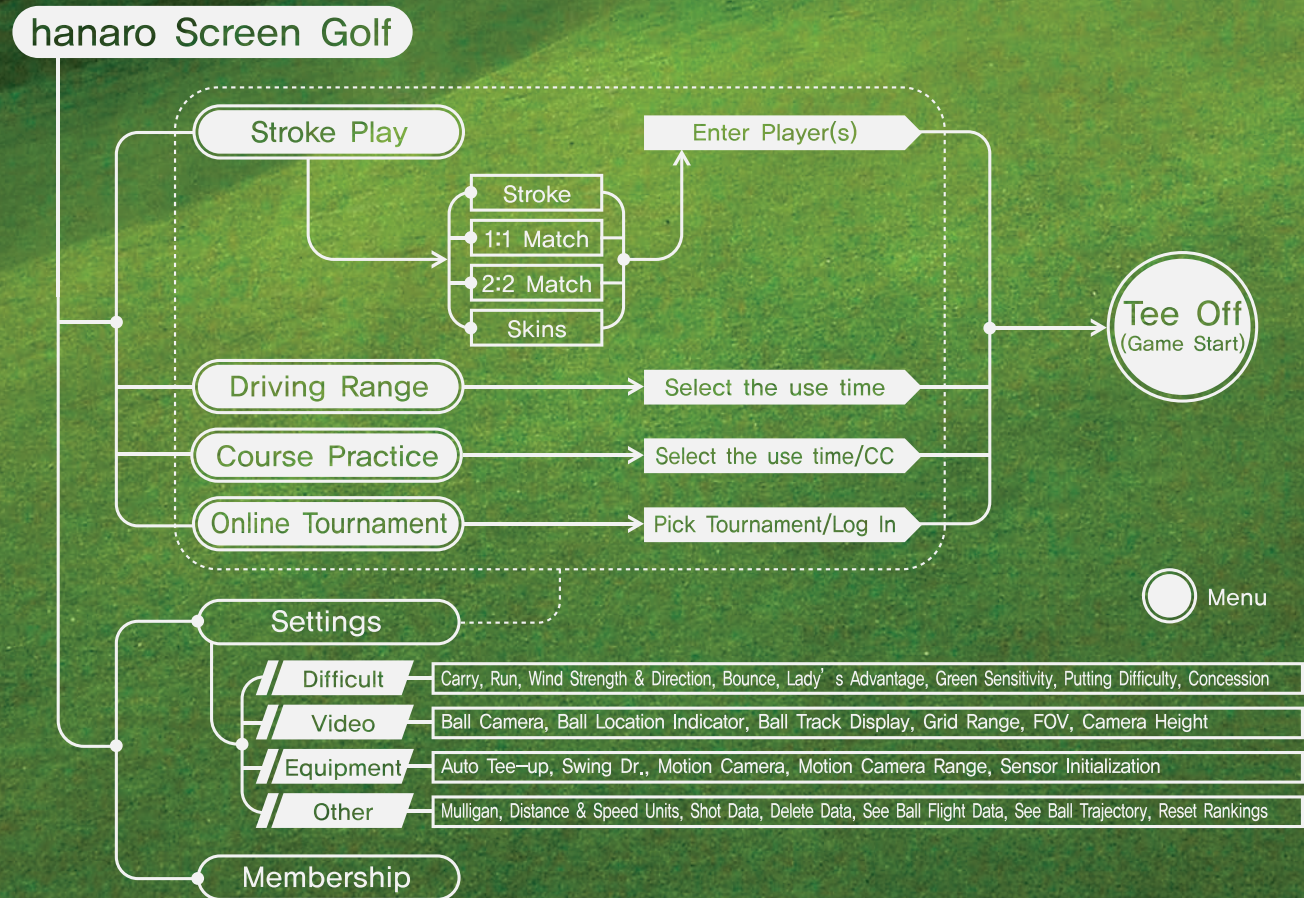 hanaro Screen Golf
Stroke Play
Enter Player(s)
Stroke
1:1 Match
2:2 Match
Skins
Tee Off
(Game Start)
Driving Range
Select the use time
Course Practice
Select the use time/CC
Online Tournament
Pick Tournament/Log In
Menu
Settings
Difficult
Carry, Run, Wind Strength & Direction, Bounce, Lady’ s Advantage, Green Sensitivity, Putting Difficulty, Concession
Video
Ball Camera, Ball Location Indicator, Ball Track Display, Grid Range, FOV, Camera Height
Equipment
Auto Tee-up, Swing Dr., Motion Camera, Motion Camera Range, Sensor Initialization
Other
Mulligan, Distance & Speed Units, Shot Data, Delete Data, See Ball Flight Data, See Ball Trajectory, Reset Rankings
Membership